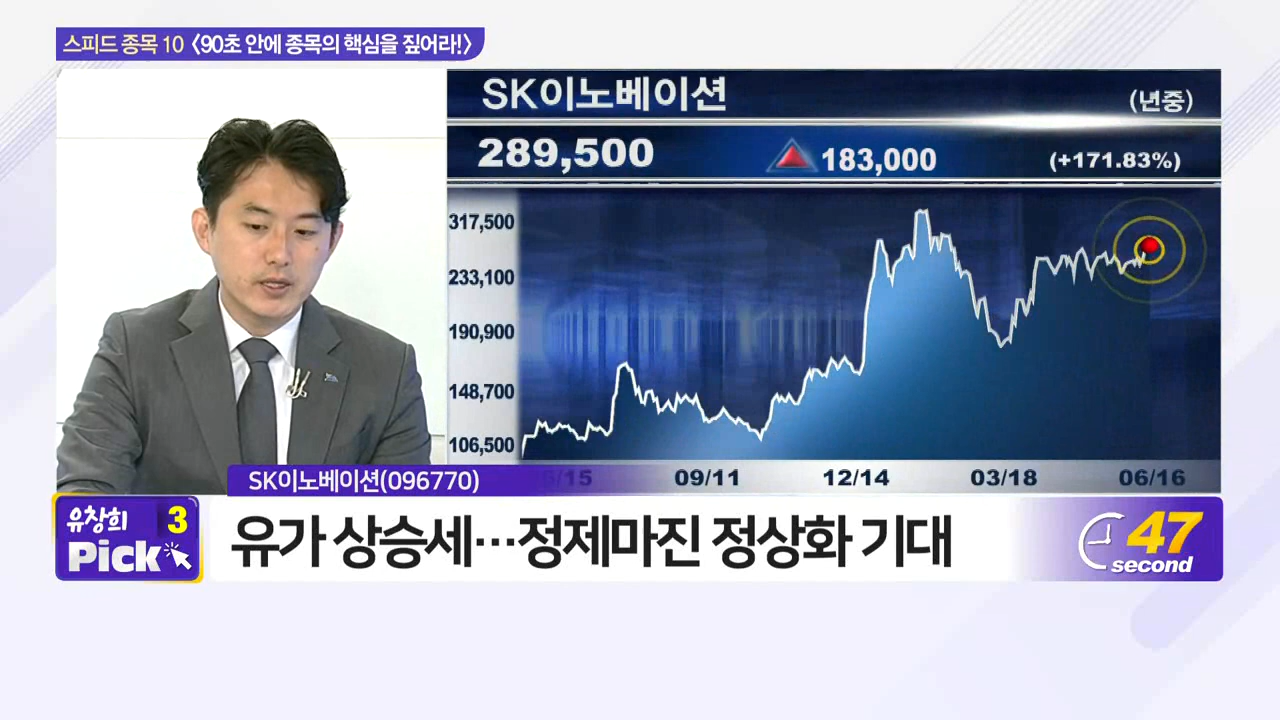 스피드 종목 10 <90초 안에 종목의 핵심을 짚어라!>
SK이노베이션
(년중)
289,500
183,000
(+171.83%)
317,500
233,100
190,900
148,700
106,500
/15
09/11
12/14
03/18
06/16
SK이노베이션(096770)
유창희 3
Pick
유가 상승세…정제마진 정상화 기대
47
second